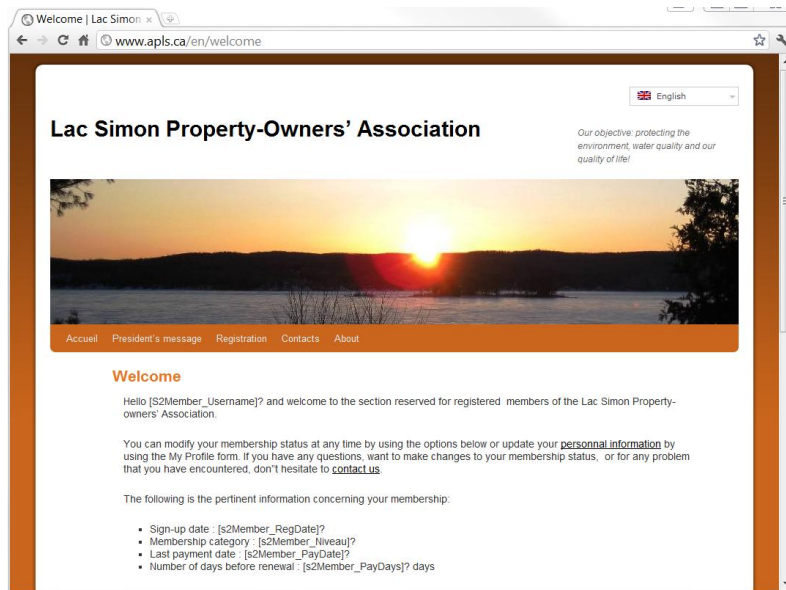 Welcome | Lac Simon
www.apls.ca/en/welcome
English
Lac Simon Property-Owners' Association
Our objective: protecting the
environment, water quality and our
quality of life!
Accueil President's message Registration Contacts About
Welcome
Hello [S2Member_Username]? and welcome to the section reserved for registered members of the Lac Simon Property-
owners' Association.
You can modify your membership status at any time by using the options below or update your personnal information by
using the My Profile form. If you have any questions, want to make changes to your membership status, or for any problem
that you have encountered, don"t hesitate to contact us.
The following is the pertinent information concerning your membership:
Sign-up date : [s2Member_RegDate]?
Membership category : [s2Member_Niveau]?
Last payment date : [s2Member_PayDate]?
Number of days before renewal : [s2Member_PayDays]? days